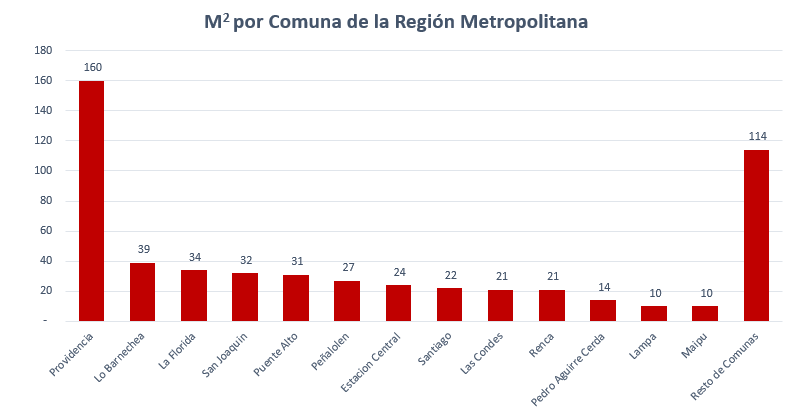 M² por Comuna de la Región Metropolitana
180
160
140
120
100
80
60
40
20
-
160
39
34
32
31
27
24
22
21
21
14
10
10
114
Providencia
Lo Barnechea
La Florida
San Joaquin
Puente Alto
Peñalolen
Estacion Central
Santiago
Las Condes
Renca
Pedro Aguirre Cerda
Lampa
Maipu
Resto de Comunas